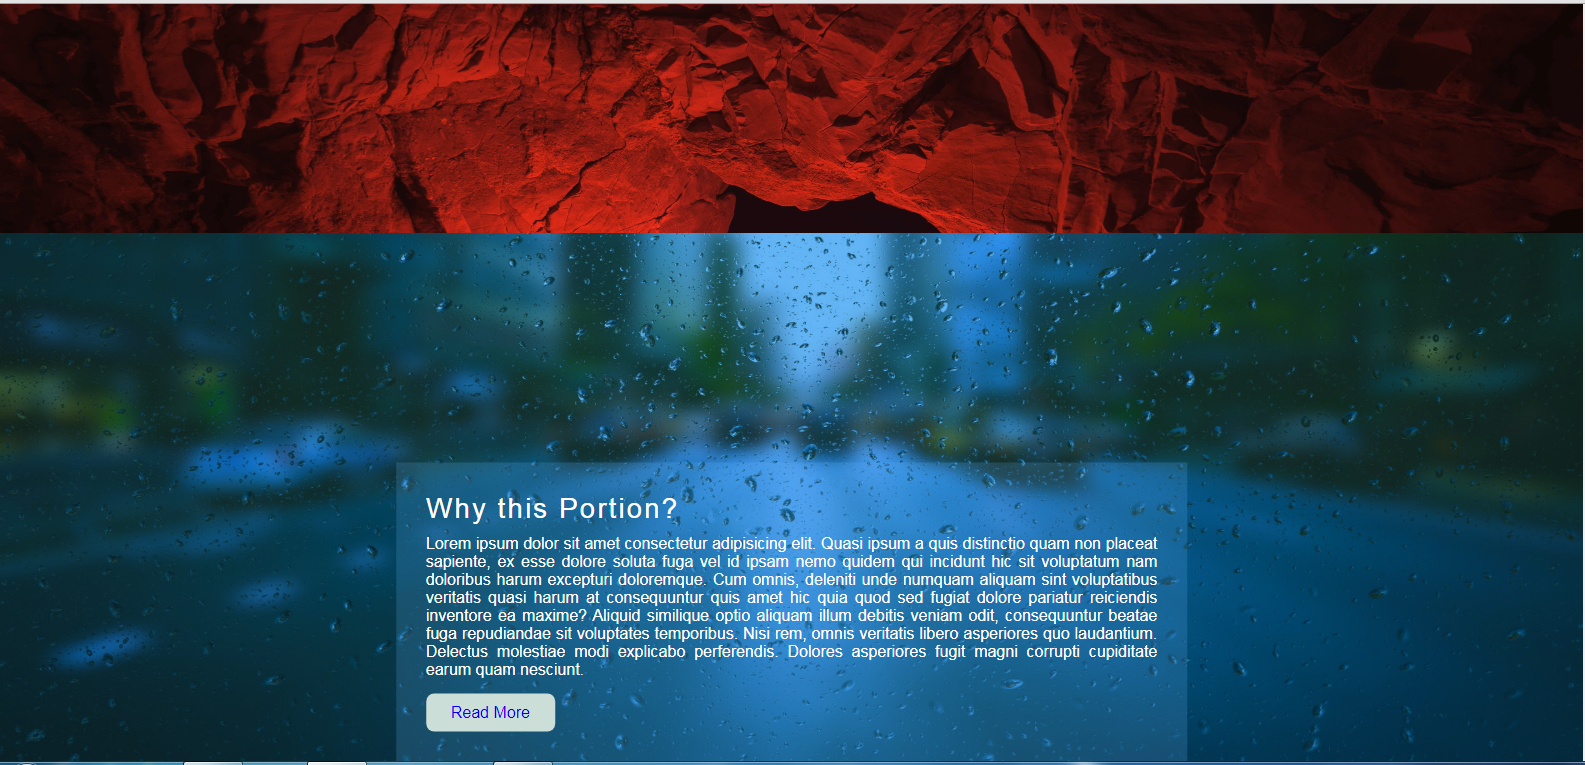 Why this Portion?
Lorem ipsum dolor sit amet consectetur adipisicing elit. Quasi ipsum a quis distinctio quam non placeat
sapiente, ex esse dolore soluta fuga vel id ipsam nemo quidem qui incidunt hic sit voluptatum nam
doloribus harum excepturi doloremque. Cum omnis, deleniti unde numquam aliquam sint voluptatibus
veritatis quasi harum at consequuntur quis amet hic quia quod sed fugiat dolore pariatur reiciendis
inventore ea maxime? Aliquid similique optio aliquam illum debitis veniam odit, consequuntur beatae
fuga repudiandae sit voluptates temporibus. Nisi rem, omnis veritatis libero asperiores quo laudantium.
Delectus molestiae modi explicabo perferendis. Dolores asperiores fugit magni corrupti cupiditate
earum quam nesciunt.
Read More